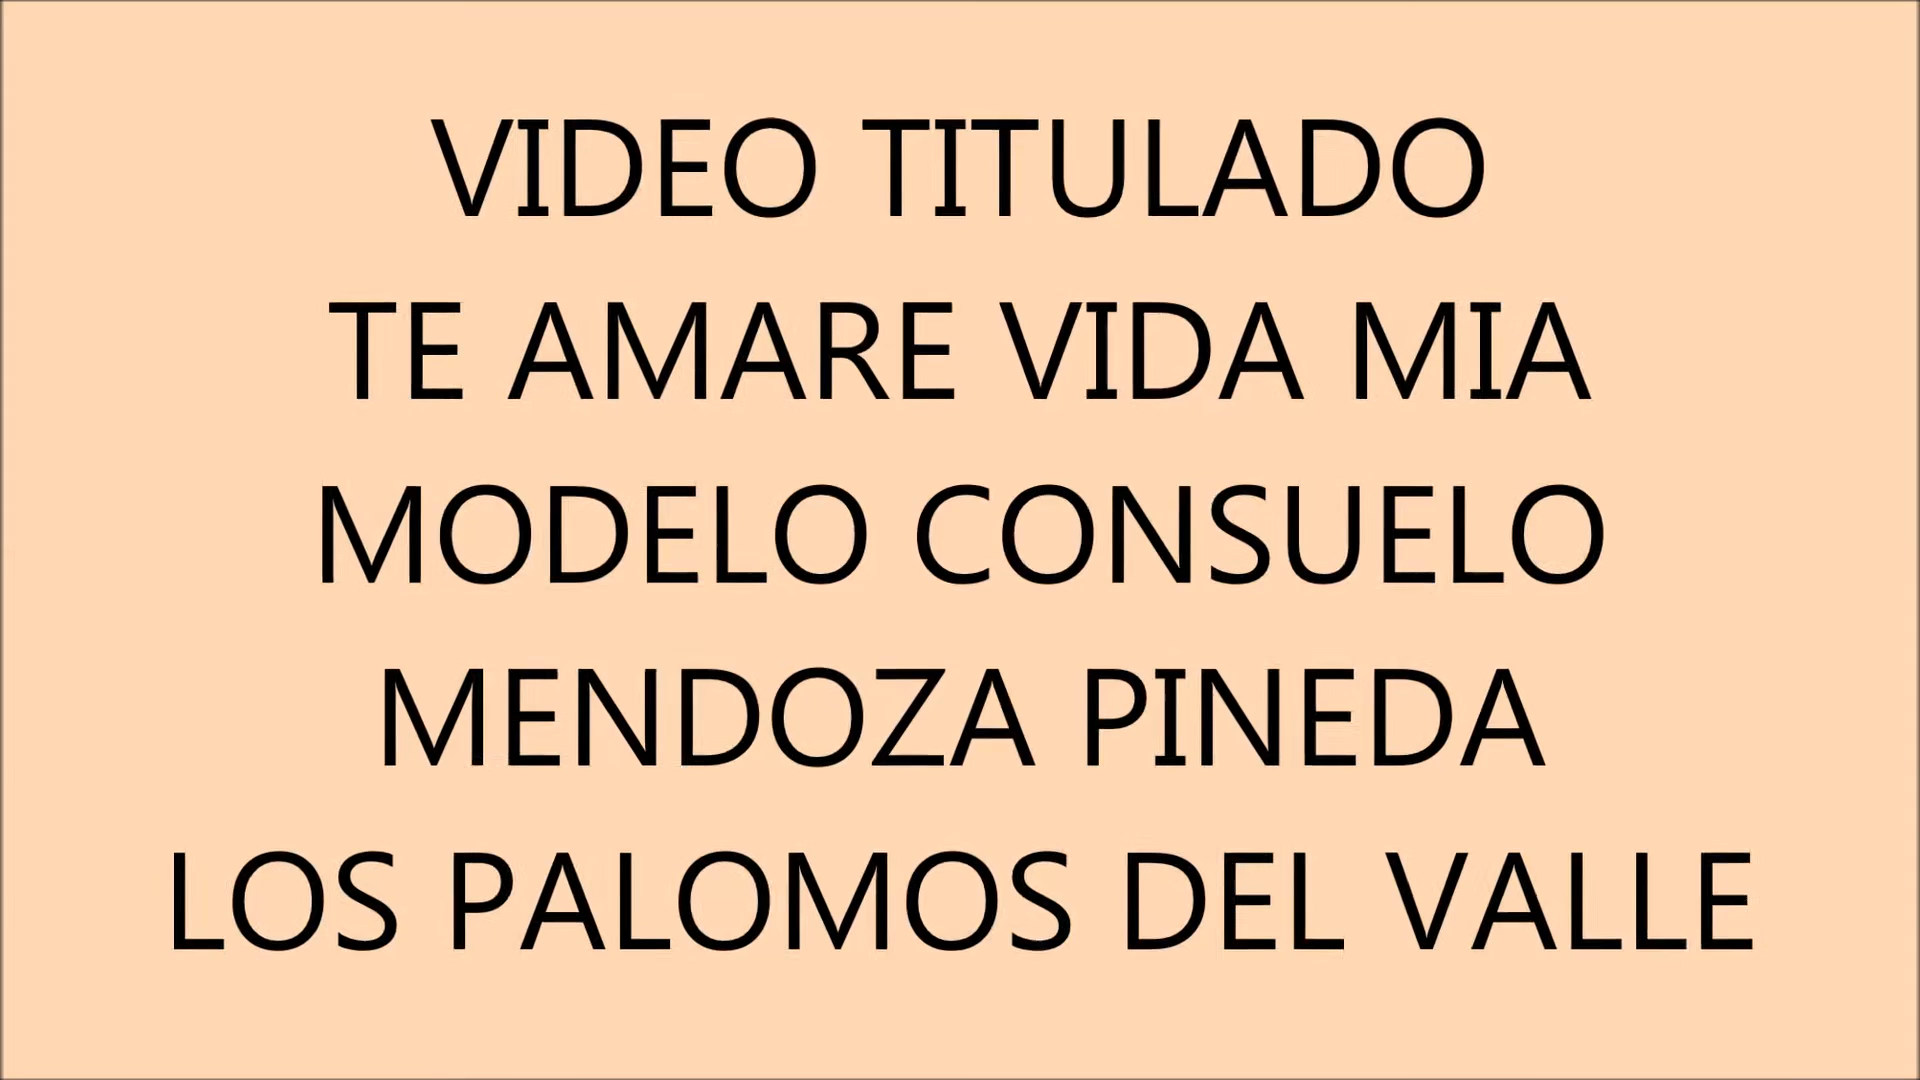 VIDEO TITULADO
TE AMARE VIDA MIA
MODELO CONSUELO
MENDOZA PINEDA
LOS PALOMOS DEL VALLE